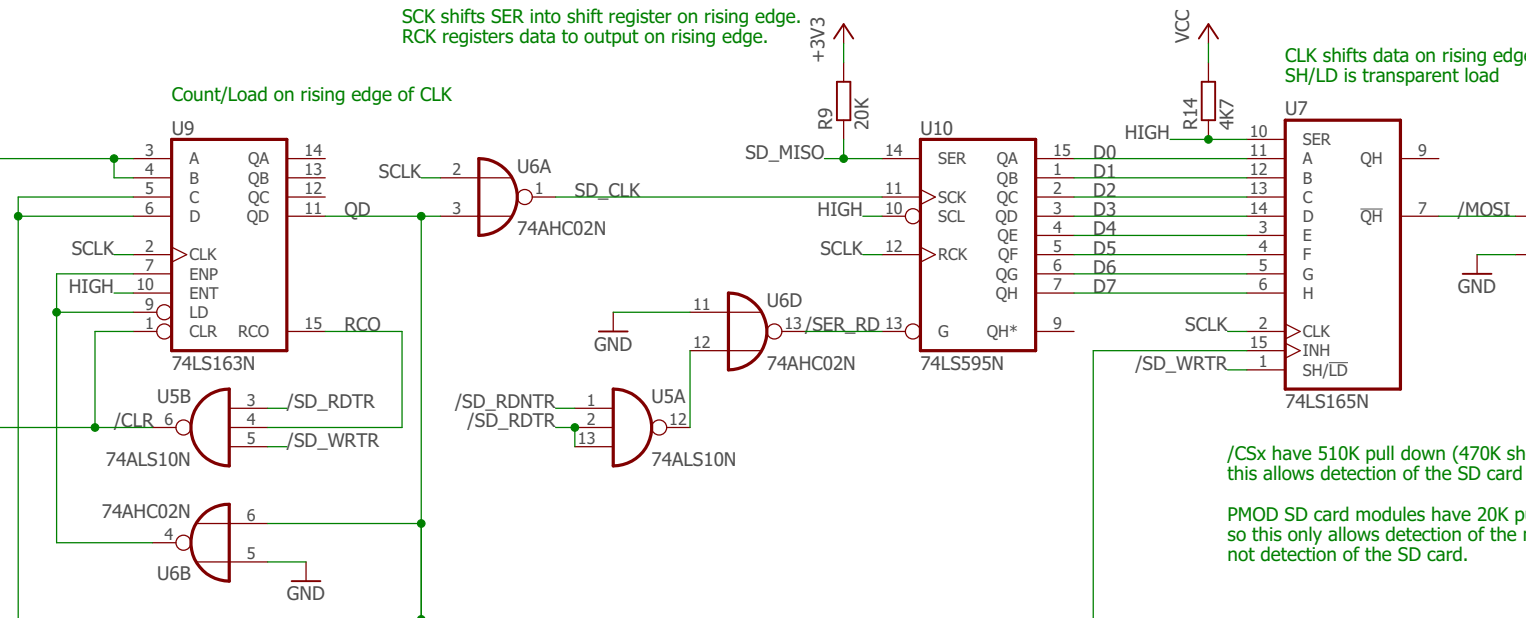 SCK shifts SER into shift register on rising edge.
RCK registers data to output on rising edge.
+3V3
VCC
CLK shifts data on rising edge
SH/LD is transparent load
Count/Load on rising edge of CLK
R9
20K
R14
4K7
U9
3 A QA 14
4 B QB 13
5 C QC 12
6 D QD 11 QD
SCLK 2 CLK
7 ENP
HIGH 10 ENT
9 LD
1 CLR RCO 15 RCO
74LS163N
SCLK 2
3
U6A
1 SD_CLK
74AHC02N
U10
SD_MISO 14 SER QA 15 D0
QB 1 D1
11 SCK QC 2 D2
HIGH 10 SCL QD 3 D3
QE 4 D4
SCLK 12 RCK QF 5 D5
QG 6 D6
QH 7 D7
13 G QH* 9
74LS595N
U7
HIGH 10 SER
11 A QH 9
12 B
13 C
14 D QH 7 /MOSI
3 E
4 F
5 G
6 H
SCLK 2 CLK
15 INH
/SD_WRTR 1 SH/LD
74LS165N
GND
GND
11
12
U6D
13 /SER_RD
74AHC02N
U5B
/CLR 6
3 /SD_RDTR
4
5 /SD_WRTR
74ALS10N
/SD_RDNTR 1
/SD_RDTR 2
13
U5A
12
74ALS10N
74AHC02N
4
6
5
U6B
GND
/CSx have 510K pull down (470K sh
this allows detection of the SD card
PMOD SD card modules have 20K p
so this only allows detection of the
not detection of the SD card.